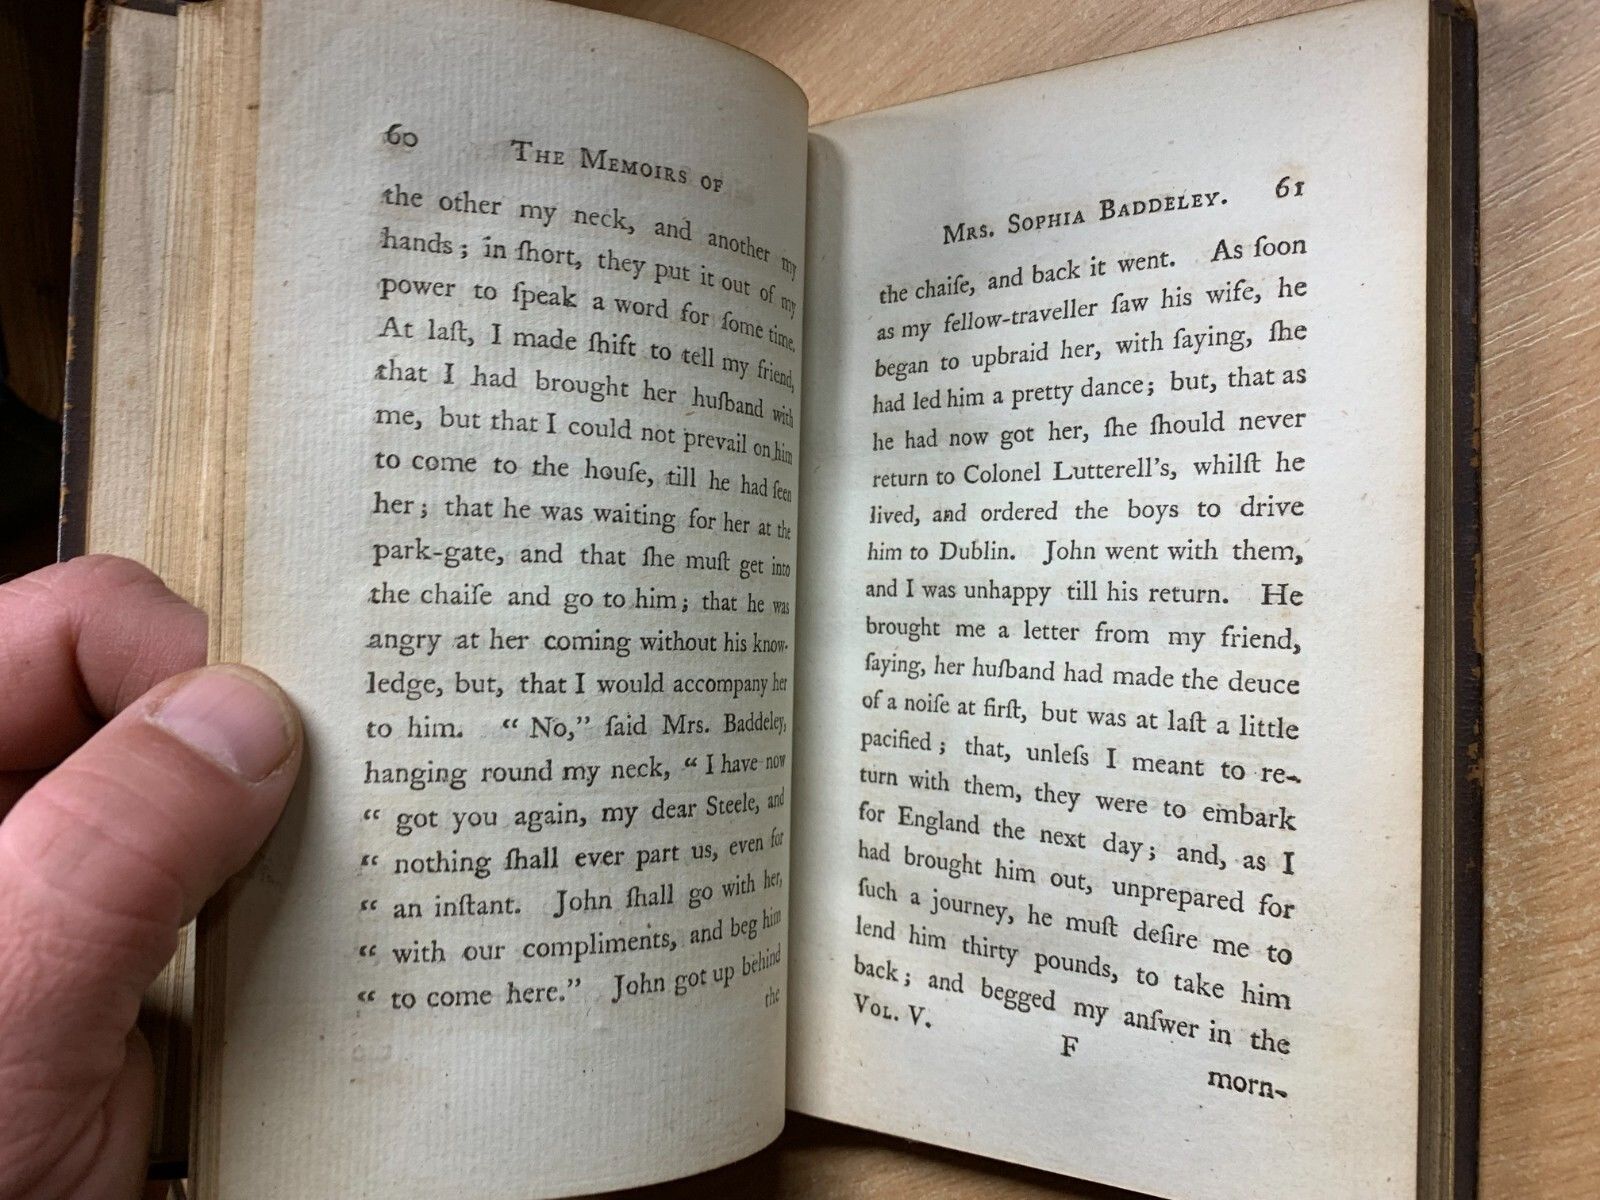 60 THE MEMOIRS OF
the other my neck, and another my
hands; in ſhort, they put it out of my
power to ſpeak a word for ſome time.
At laſt, I made ſhift to tell my friend,
that I had brought her huſband with
me, but that I could not prevail on him
to come to the houſe, till he had ſeen
her; that he was waiting for her at the
park-gate, and that ſhe muſt get into
the chaiſe and go to him; that he was
angry at her coming without his know-
ledge, but, that I would accompany her
to him. “ No,” ſaid Mrs. Baddeley,
hanging round my neck, “ I have now
“ got you again, my dear Steele, and
“ nothing ſhall ever part us, even for
“ an inſtant. John ſhall go with her,
“ with our compliments, and beg him
“ to come here.” John got up behind
the
MRS. SOPHIA BADDELEY. 61
the chaiſe, and back it went. As ſoon
as my fellow-traveller ſaw his wife, he
began to upbraid her, with ſaying, ſhe
had led him a pretty dance; but, that as
he had now got her, ſhe ſhould never
return to Colonel Lutterell's, whilſt he
lived, and ordered the boys to drive
him to Dublin. John went with them,
and I was unhappy till his return. He
brought me a letter from my friend,
ſaying, her huſband had made the deuce
of a noiſe at firſt, but was at laſt a little
pacified; that, unleſs I meant to re-
turn with them, they were to embark
for England the next day; and, as I
had brought him out, unprepared for
ſuch a journey, he muſt deſire me to
lend him thirty pounds, to take him
back; and begged my anſwer in the
VOL. V. F
morn-